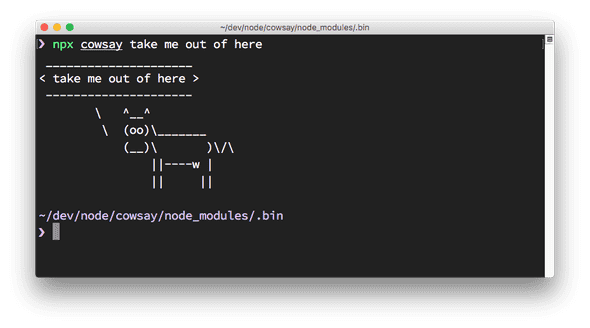 ~/dev/node/cowsay/node_modules/.bin
❯ npx cowsay take me out of here
 _____________________
< take me out of here >
 ---------------------
        \   ^__^
         \  (oo)\_______
            (__)\       )\/\
                ||----w |
                ||     ||
~/dev/node/cowsay/node_modules/.bin
❯